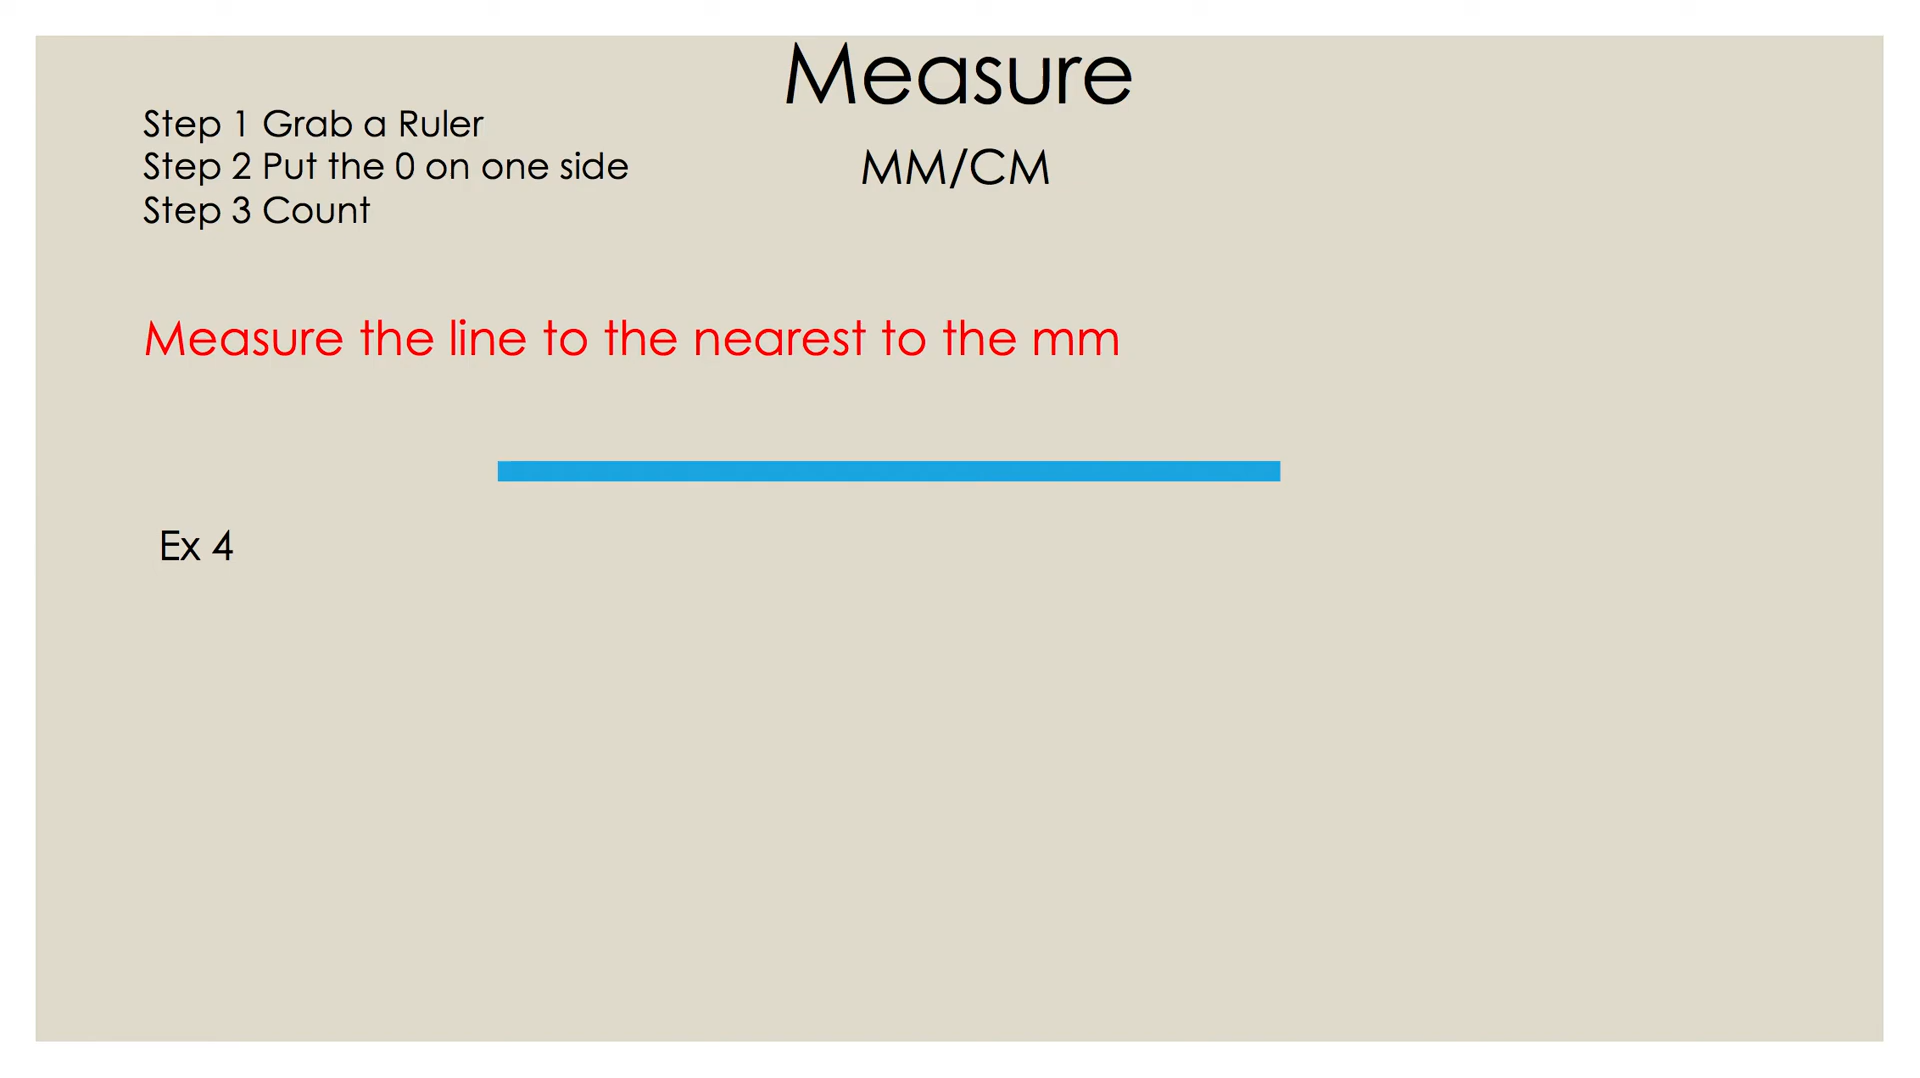 Measure
MM/CM
Step 1 Grab a Ruler
Step 2 Put the 0 on one side
Step 3 Count
Measure the line to the nearest to the mm
Ex 4